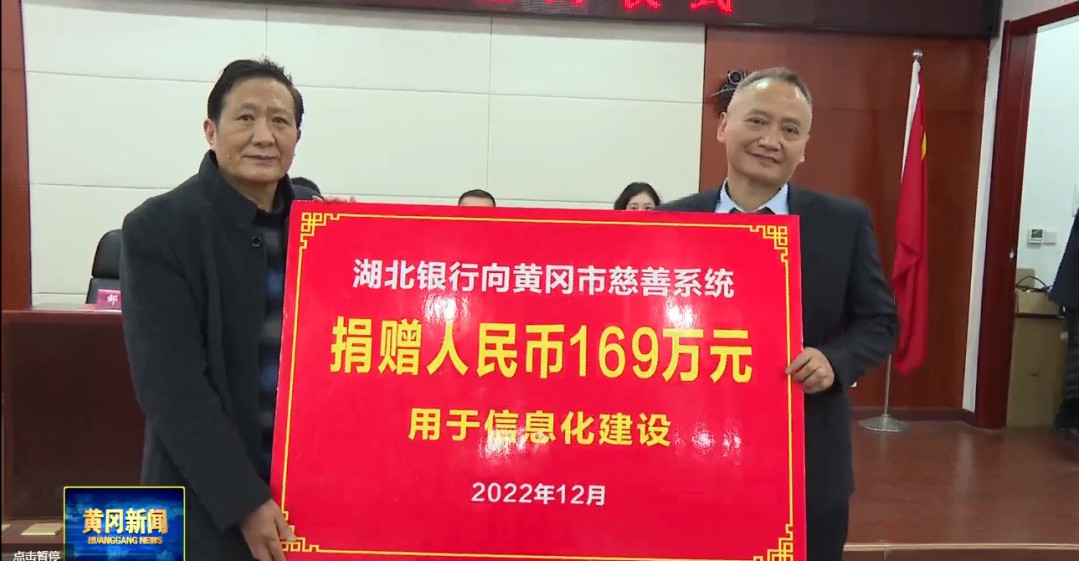 式
邮
湖北银行向黄冈市慈善系统
捐赠人民币169万元
用于信息化建设
2022年12月
黄冈新闻
HUANGGANG NEWS
点击暂停